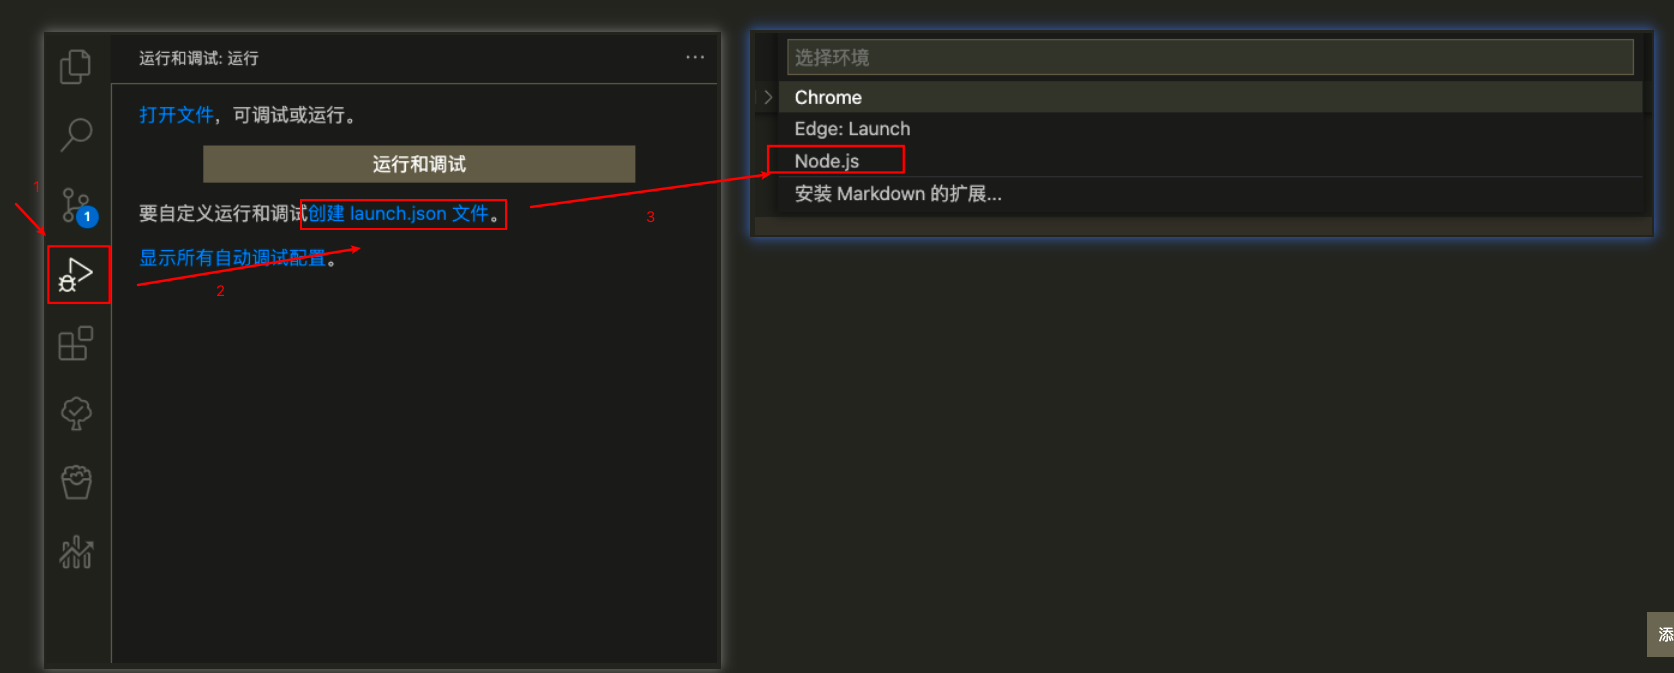 运行和调试: 运行
打开文件，可调试或运行。
运行和调试
要自定义运行和调试创建 launch.json 文件。
显示所有自动调试配置。
1
1
2
3
选择环境
Chrome
Edge: Launch
Node.js
安装 Markdown 的扩展...
添